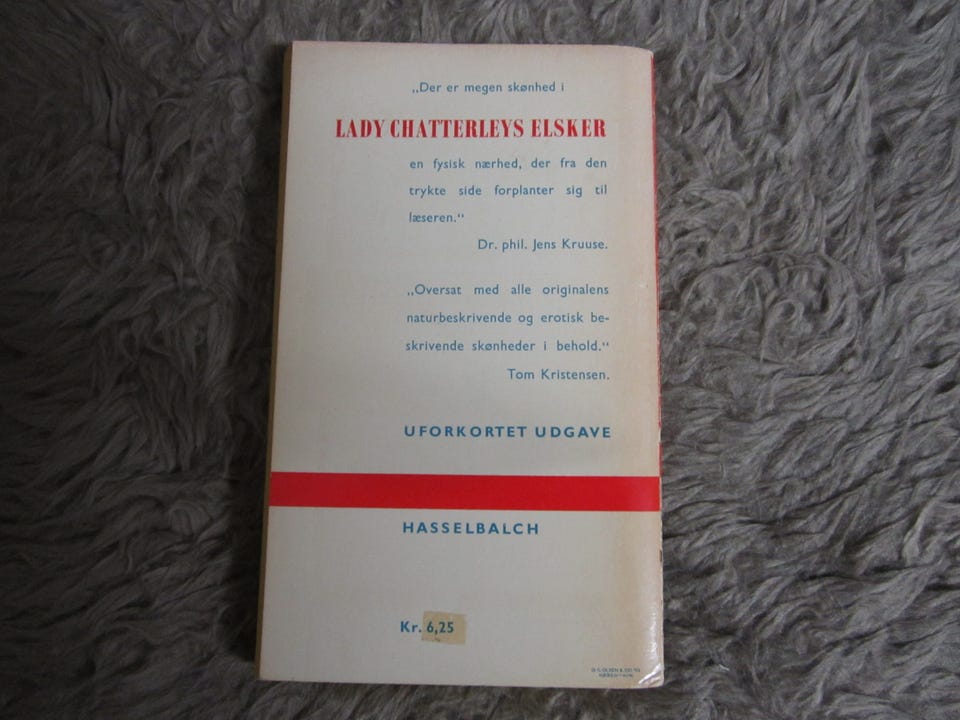 „Der er megen skønhed i
LADY CHATTERLEYS ELSKER
en fysisk nærhed, der fra den
trykte side forplanter sig til
læseren.“
Dr. phil. Jens Kruuse.
„Oversat med alle originalens
naturbeskrivende og erotisk be-
skrivende skønheder i behold.“
Tom Kristensen.
UFORKORTET UDGAVE
HASSELBALCH
Kr. 6,25
OLSEN &